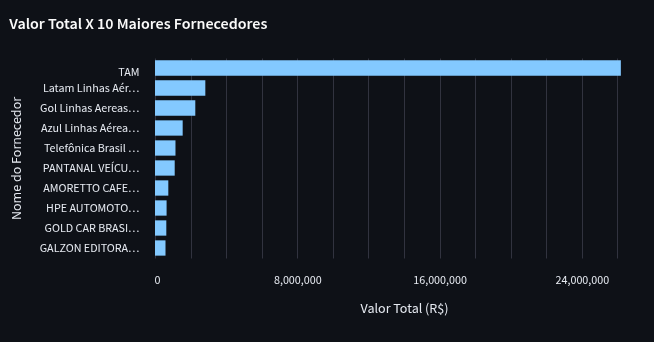 Valor Total X 10 Maiores Fornecedores
Nome do Fornecedor
TAM
Latam Linhas Aér…
Gol Linhas Aereas…
Azul Linhas Aérea…
Telefônica Brasil …
PANTANAL VEÍCU…
AMORETTO CAFE…
HPE AUTOMOTO…
GOLD CAR BRASI…
GALZON EDITORA…
0 8,000,000 16,000,000 24,000,000
Valor Total (R$)